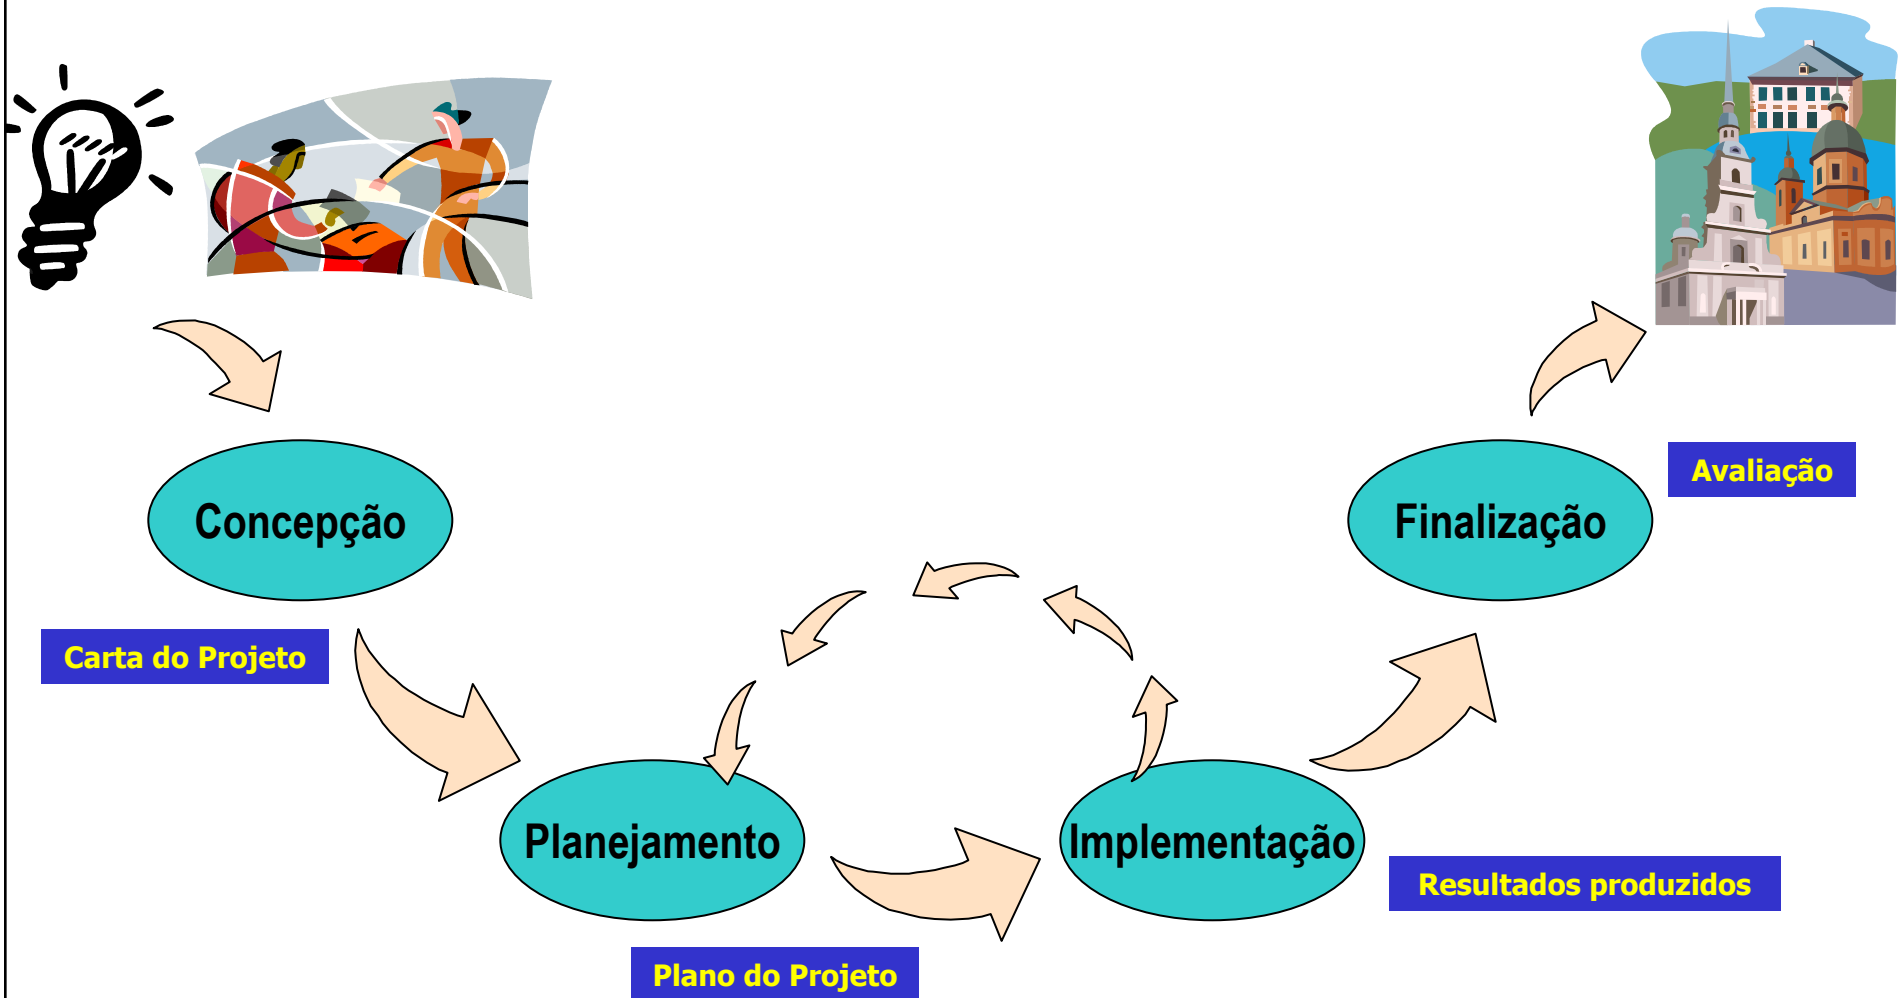 Concepção
Carta do Projeto
Planejamento
Plano do Projeto
Implementação
Resultados produzidos
Finalização
Avaliação